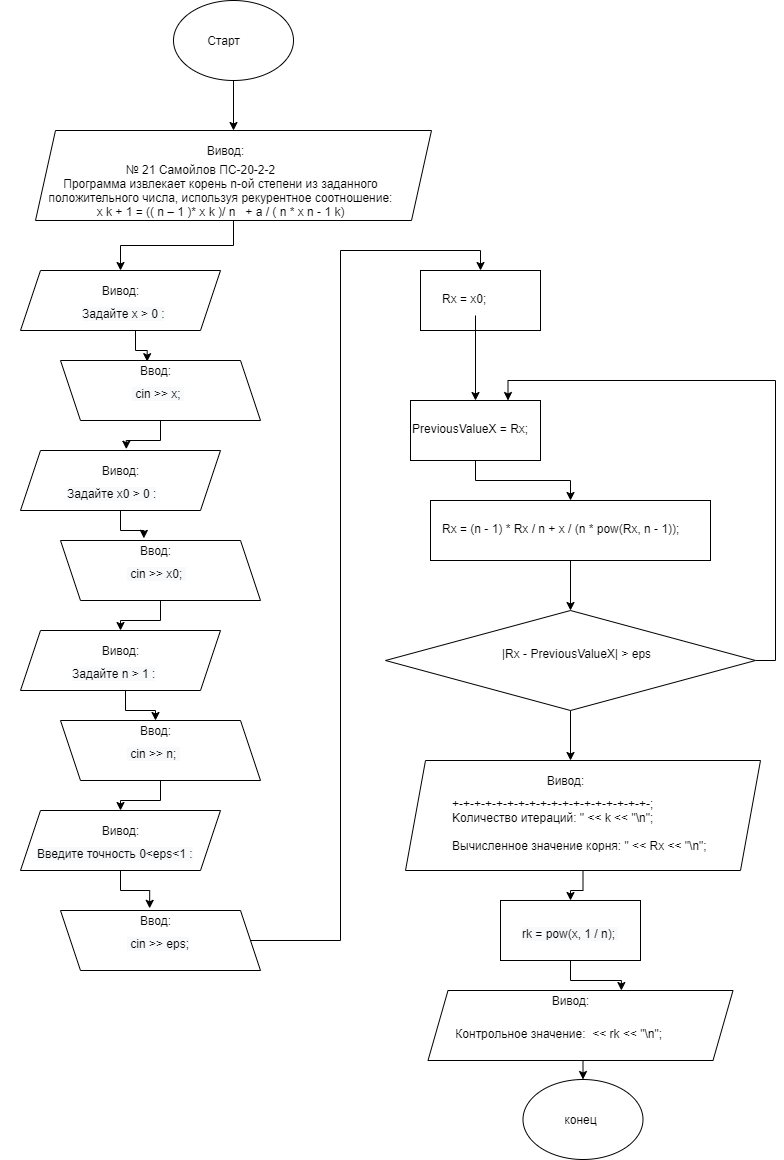 Старт
Вивод:
№ 21 Самойлов ПС-20-2-2
Программа извлекает корень n-ой степени из заданного
положительного числа, используя рекурентное соотношение:
x k + 1 = (( n – 1 )* x k )/ n + a / ( n * x n - 1 k)
Вивод:
Задайте x > 0 :
Ввод:
cin >> x;
Вивод:
Задайте x0 > 0 :
Ввод:
cin >> x0;
Вивод:
Задайте n > 1 :
Ввод:
cin >> n;
Вивод:
Введите точность 0<eps<1 :
Ввод:
cin >> eps;
Rx = x0;
PreviousValueX = Rx;
Rx = (n - 1) * Rx / n + x / (n * pow(Rx, n - 1));
|Rx - PreviousValueX| > eps
Вивод:
+-+-+-+-+-+-+-+-+-+-+-+-+-+-+-+-+-+-+-;
Количество итераций: " << k << "\n";
Вычисленное значение корня: " << Rx << "\n";
rk = pow(x, 1 / n);
Вивод:
Контрольное значение: << rk << "\n";
конец